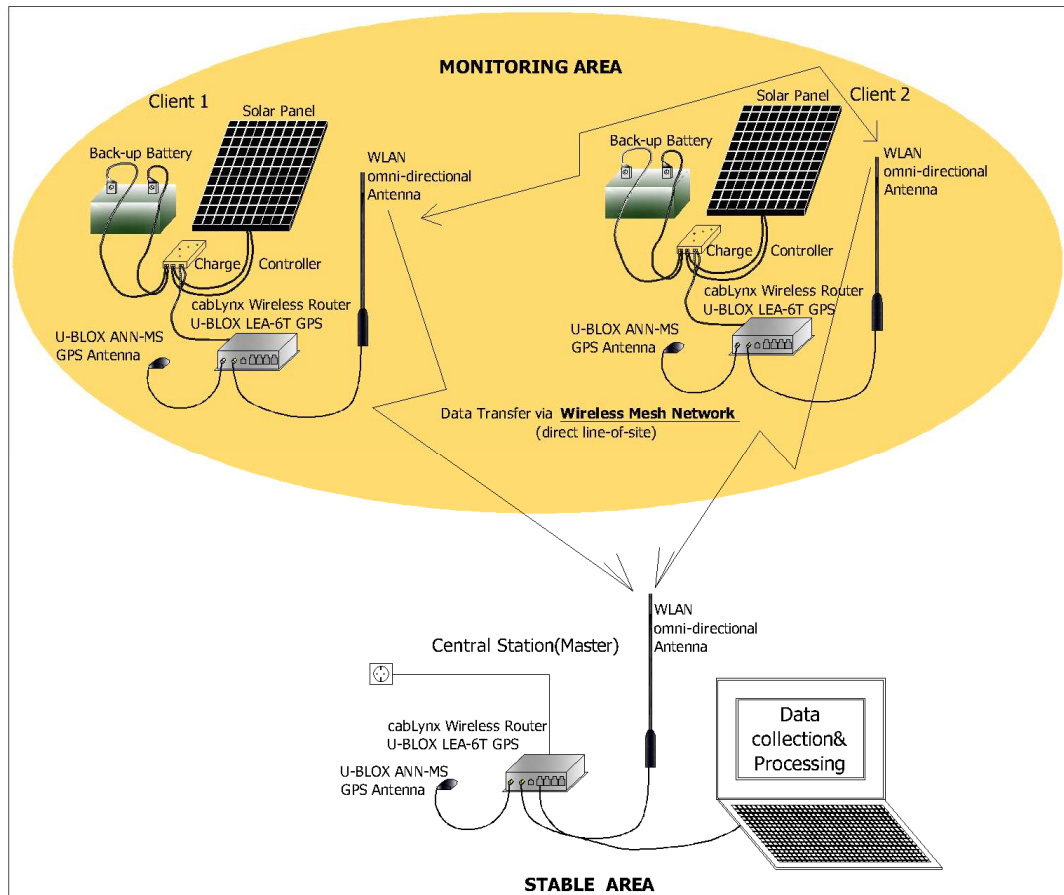 MONITORING AREA
Client 1
Solar Panel
Back-up Battery
WLAN
omni-directional
Antenna
Charge Controller
cabLynx Wireless Router
U-BLOX LEA-6T GPS
U-BLOX ANN-MS
GPS Antenna
Client 2
Solar Panel
Back-up Battery
WLAN
omni-directional
Antenna
Charge Controller
cabLynx Wireless Router
U-BLOX LEA-6T GPS
U-BLOX ANN-MS
GPS Antenna
Data Transfer via Wireless Mesh Network
(direct line-of-site)
WLAN
omni-directional
Antenna
Central Station(Master)
cabLynx Wireless Router
U-BLOX LEA-6T GPS
U-BLOX ANN-MS
GPS Antenna
Data
collection&
Processing
STABLE AREA